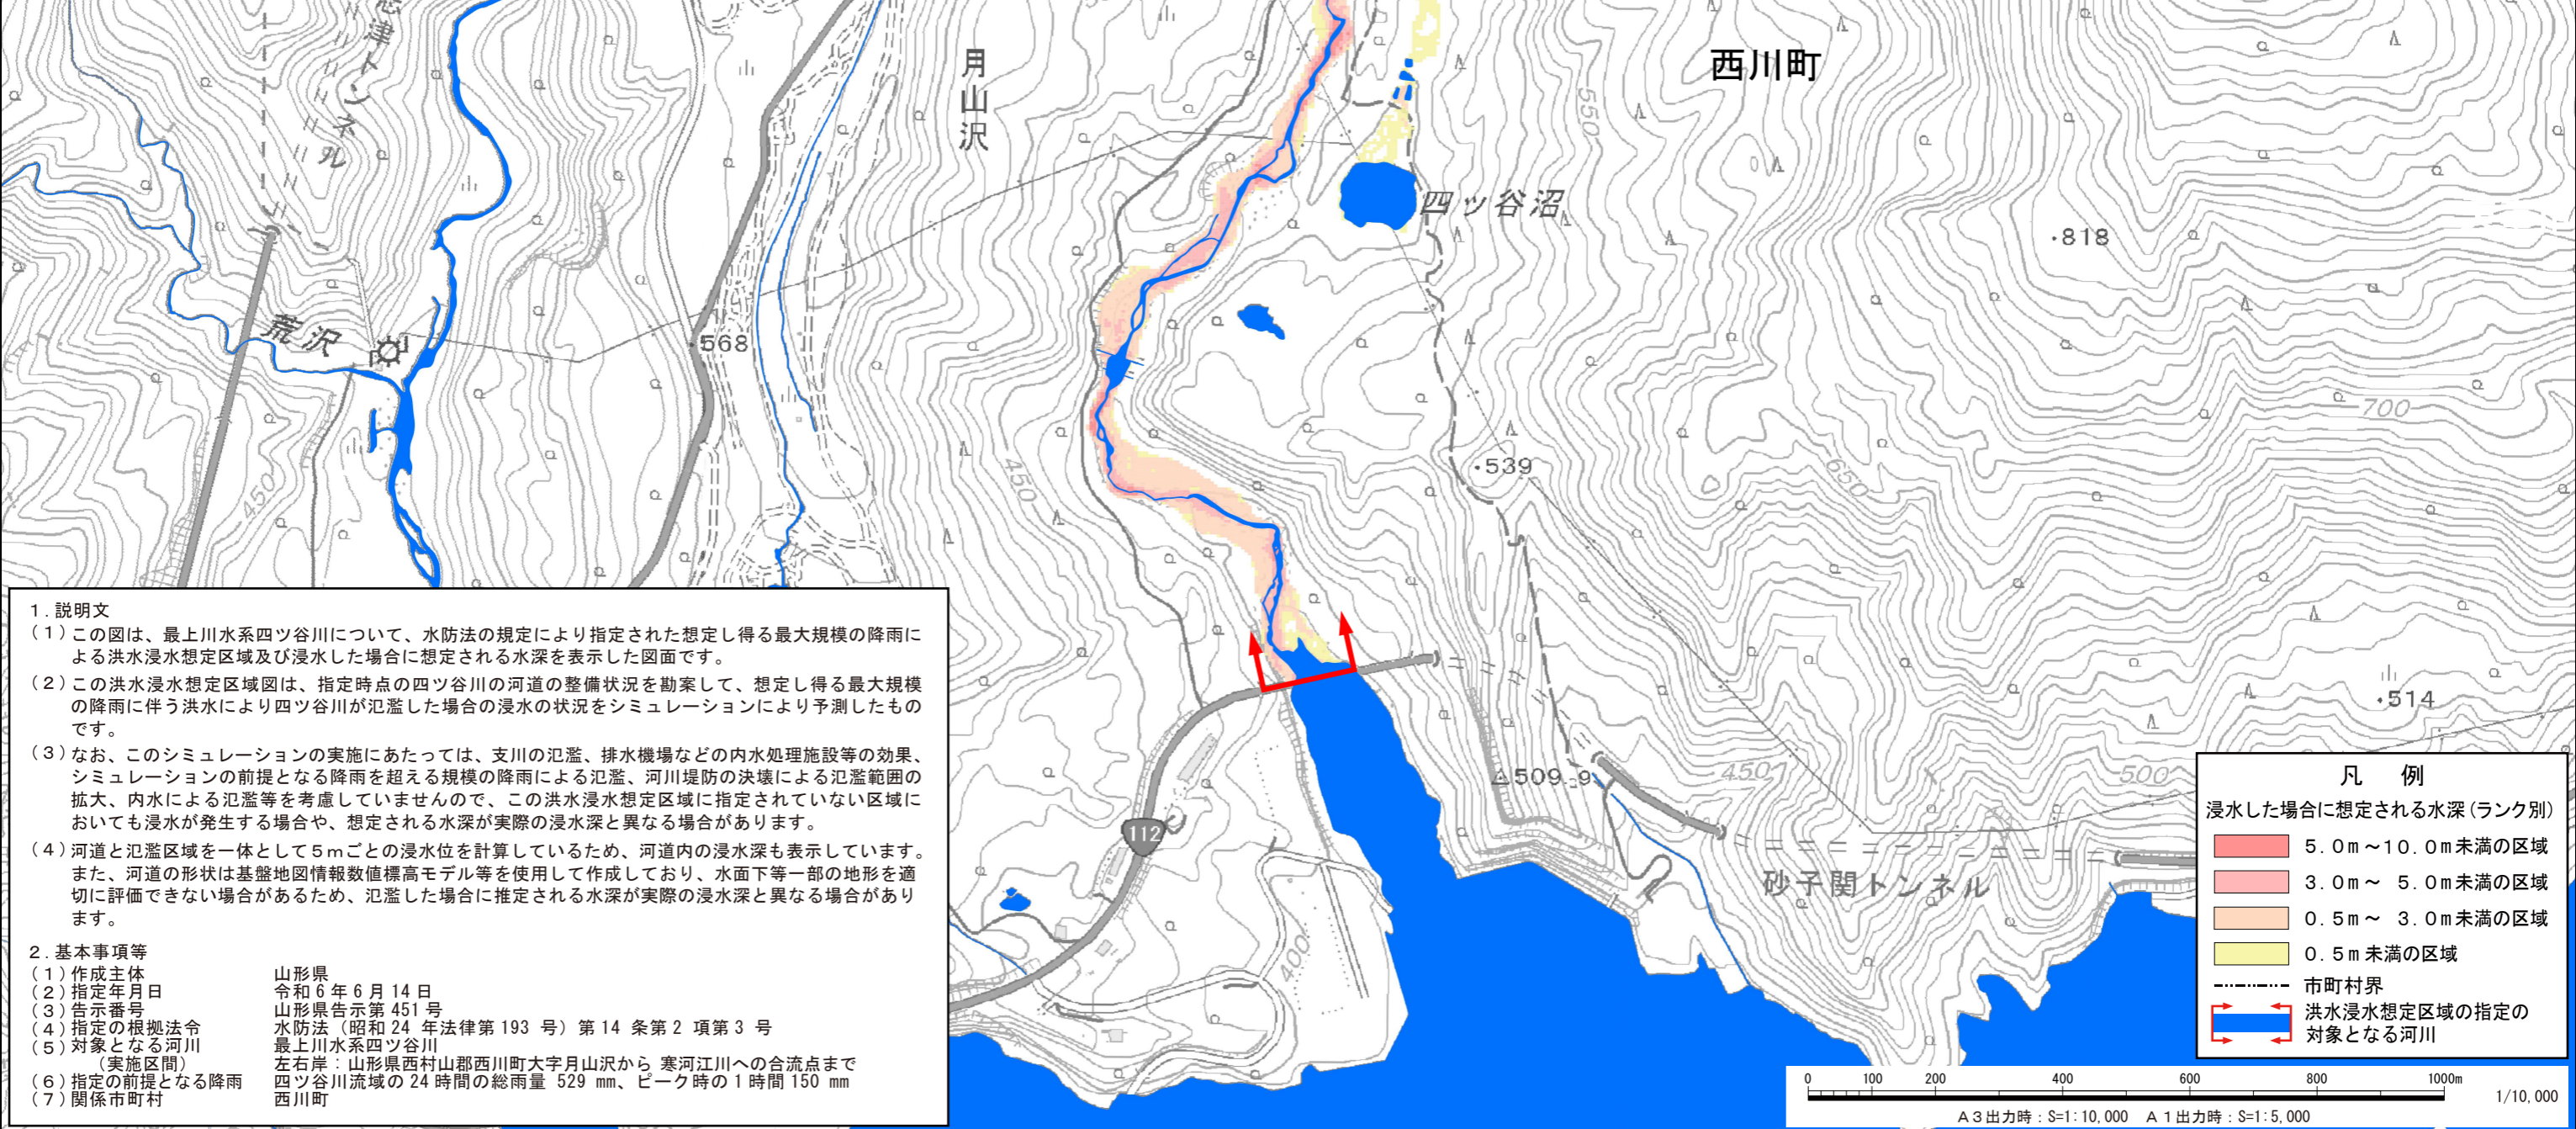 志津トンネル
月山沢
西川町
550
四ツ谷沼
・818
荒沢
・568
700
450
450
・539
650
・514
△509.9
450
500
112
砂子関トンネル
400
1.説明文
(1)この図は、最上川水系四ツ谷川について、水防法の規定により指定された想定し得る最大規模の降雨に
よる洪水浸水想定区域及び浸水した場合に想定される水深を表示した図面です。
(2)この洪水浸水想定区域図は、指定時点の四ツ谷川の河道の整備状況を勘案して、想定し得る最大規模
の降雨に伴う洪水により四ツ谷川が氾濫した場合の浸水の状況をシミュレーションにより予測したもの
です。
(3)なお、このシミュレーションの実施にあたっては、支川の氾濫、排水機場などの内水処理施設等の効果、
シミュレーションの前提となる降雨を超える規模の降雨による氾濫、河川堤防の決壊による氾濫範囲の
拡大、内水による氾濫等を考慮していませんので、この洪水浸水想定区域に指定されていない区域に
おいても浸水が発生する場合や、想定される水深が実際の浸水深と異なる場合があります。
(4)河道と氾濫区域を一体として5mごとの浸水位を計算しているため、河道内の浸水深も表示しています。
また、河道の形状は基盤地図情報数値標高モデル等を使用して作成しており、水面下等一部の地形を適
切に評価できない場合があるため、氾濫した場合に推定される水深が実際の浸水深と異なる場合があり
ます。
2.基本事項等
(1)作成主体 山形県
(2)指定年月日 令和6年6月14日
(3)告示番号 山形県告示第451号
(4)指定の根拠法令 水防法（昭和24 年法律第193 号）第14 条第2 項第3 号
(5)対象となる河川 最上川水系四ツ谷川
(実施区間) 左右岸：山形県西村山郡西川町大字月山沢から 寒河江川への合流点まで
(6)指定の前提となる降雨 四ツ谷川流域の24時間の総雨量 529 mm、ピーク時の1時間150 mm
(7)関係市町村 西川町
凡 例
浸水した場合に想定される水深(ランク別)
5.0m～10.0m未満の区域
3.0m～ 5.0m未満の区域
0.5m～ 3.0m未満の区域
0.5m未満の区域
市町村界
洪水浸水想定区域の指定の
対象となる河川
0 100 200 400 600 800 1000m
1/10,000
A3出力時：S=1:10,000 A1出力時：S=1:5,000